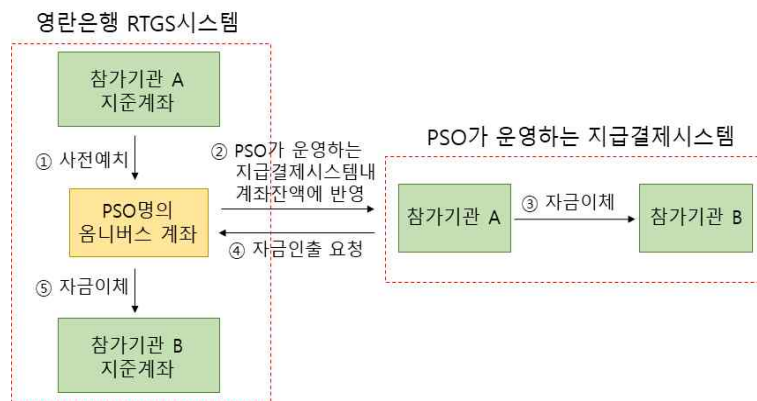 영란은행 RTGS시스템
참가기관 A
지준계좌
① 사전예치
② PSO가 운영하는
지급결제시스템내
계좌잔액에 반영
PSO가 운영하는 지급결제시스템
PSO명의
옴니버스 계좌
참가기관 A
③ 자금이체
참가기관 B
④ 자금인출 요청
⑤ 자금이체
참가기관 B
지준계좌